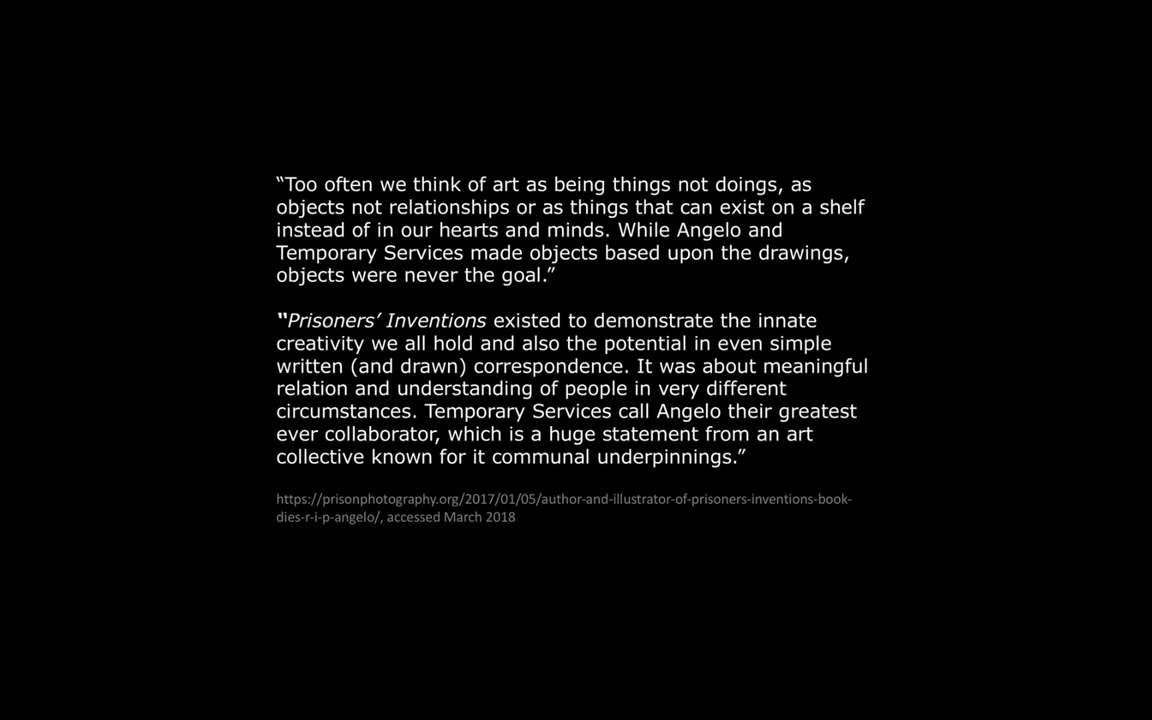 “Too often we think of art as being things not doings, as
objects not relationships or as things that can exist on a shelf
instead of in our hearts and minds. While Angelo and
Temporary Services made objects based upon the drawings,
objects were never the goal.”
“Prisoners’ Inventions existed to demonstrate the innate
creativity we all hold and also the potential in even simple
written (and drawn) correspondence. It was about meaningful
relation and understanding of people in very different
circumstances. Temporary Services call Angelo their greatest
ever collaborator, which is a huge statement from an art
collective known for it communal underpinnings.”
https://prisonphotography.org/2017/01/05/author-and-illustrator-of-prisoners-inventions-book-
dies-r-i-p-angelo/, accessed March 2018